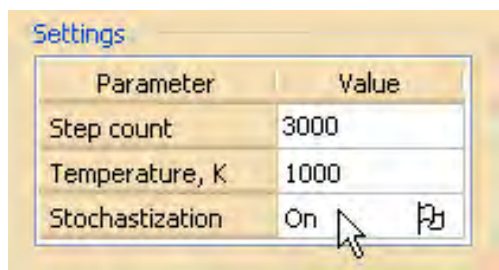 Settings
Parameter Value
Step count 3000
Temperature, K 1000
Stochastization On